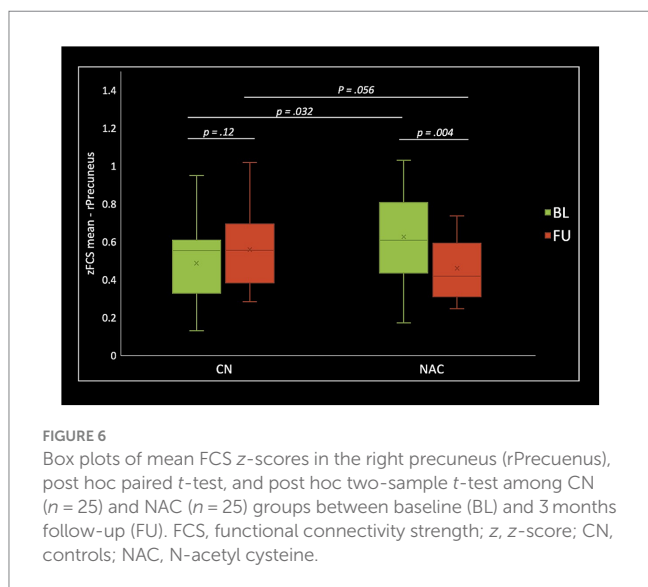 1.4
1.2
1
0.8
0.6
0.4
0.2
0
zFCS mean - rPrecuneus
P = .056
p = .032
p = .12
p = .004
BL
FU
CN
NAC
FIGURE 6
Box plots of mean FCS z-scores in the right precuneus (rPrecuenus),
post hoc paired t-test, and post hoc two-sample t-test among CN
(n = 25) and NAC (n = 25) groups between baseline (BL) and 3 months
follow-up (FU). FCS, functional connectivity strength; z, z-score; CN,
controls; NAC, N-acetyl cysteine.